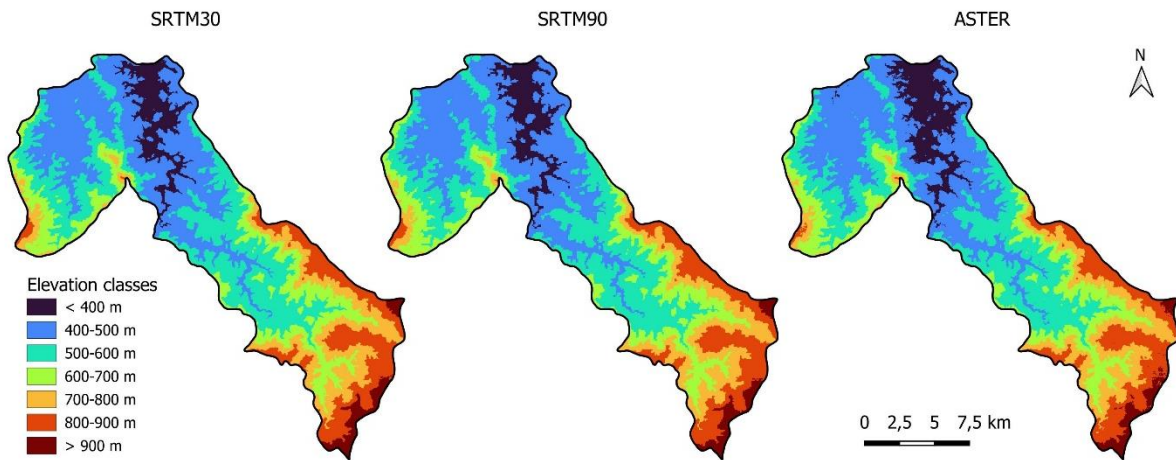 SRTM30
SRTM90
ASTER
N
Elevation classes
< 400 m
400-500 m
500-600 m
600-700 m
700-800 m
800-900 m
> 900 m
0 2,5 5 7,5 km